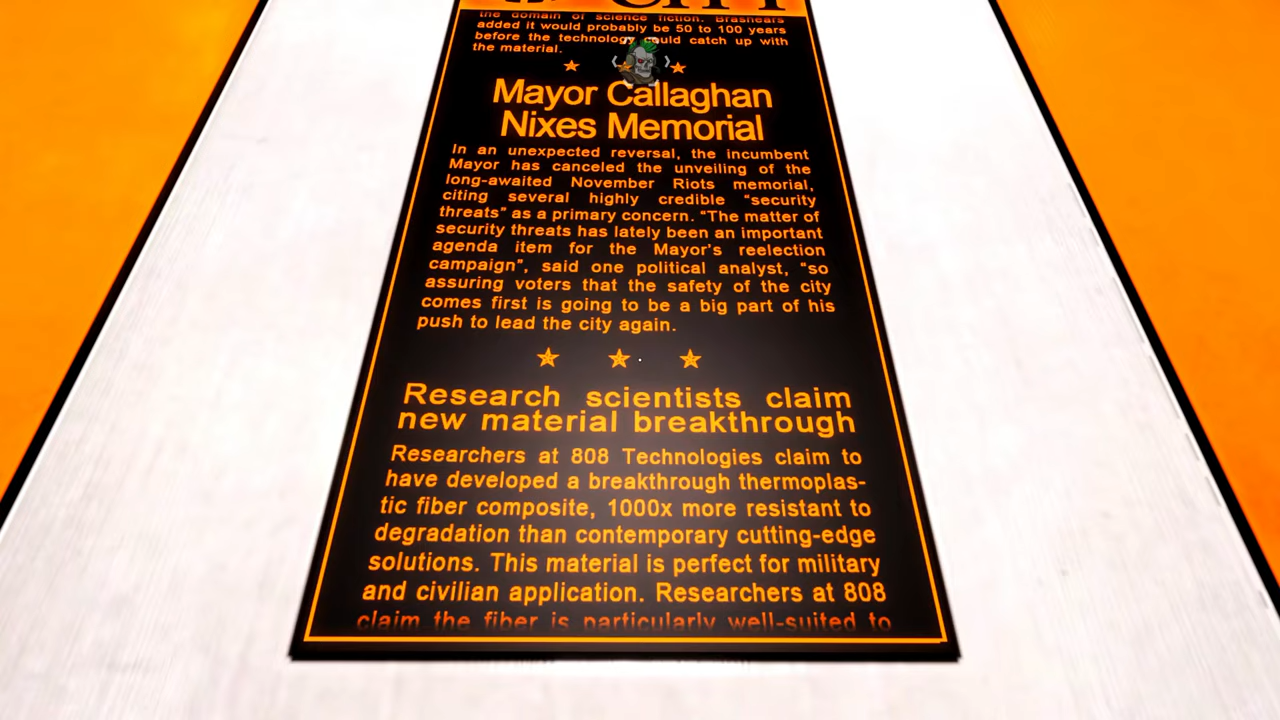 CITY
the domain of science fiction. Brashears
added it would probably be 50 to 100 years
before the technology could catch up with
the material.
Mayor Callaghan
Nixes Memorial
In an unexpected reversal, the incumbent
Mayor has canceled the unveiling of the
long-awaited November Riots memorial,
citing several highly credible “security
threats” as a primary concern. “The matter of
security threats has lately been an important
agenda item for the Mayor’s reelection
campaign”, said one political analyst, “so
assuring voters that the safety of the city
comes first is going to be a big part of his
push to lead the city again.
Research scientists claim
new material breakthrough
Researchers at 808 Technologies claim to
have developed a breakthrough thermoplas-
tic fiber composite, 1000x more resistant to
degradation than contemporary cutting-edge
solutions. This material is perfect for military
and civilian application. Researchers at 808
claim the fiber is particularly well-suited to